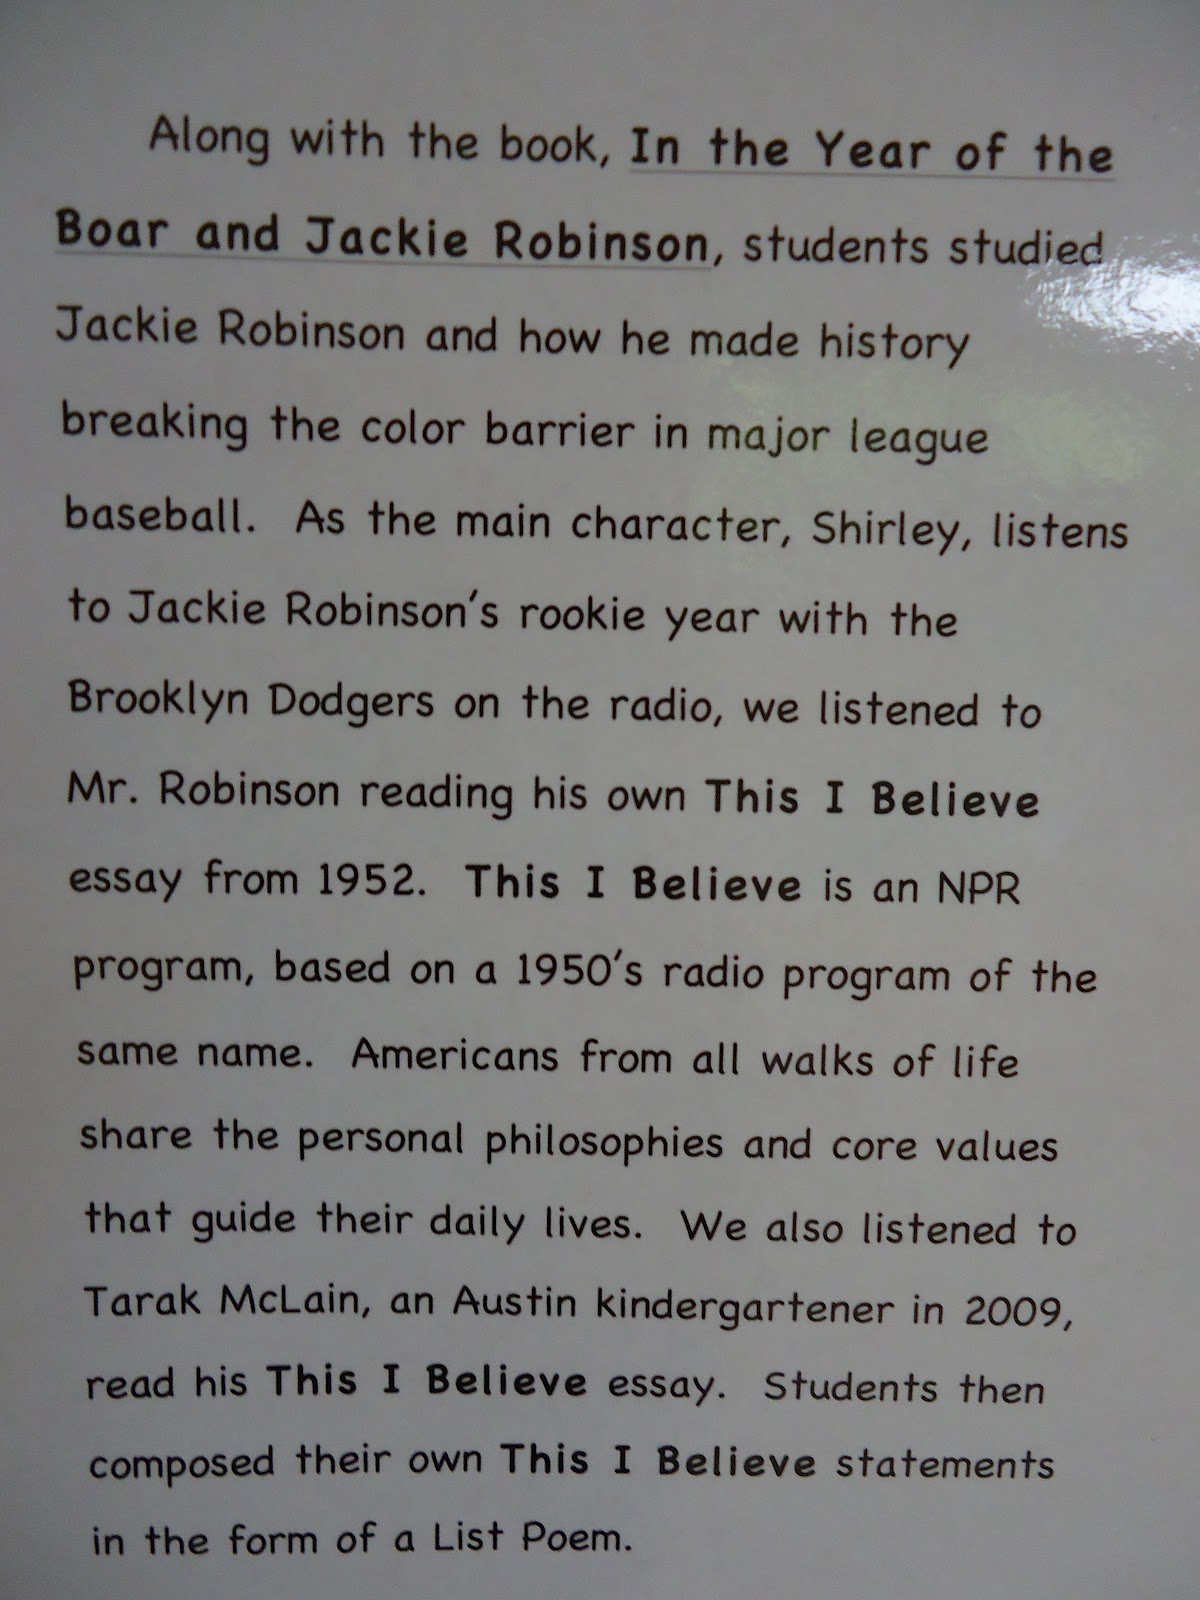 Along with the book, In the Year of the
Boar and Jackie Robinson, students studied
Jackie Robinson and how he made history
breaking the color barrier in major league
baseball. As the main character, Shirley, listens
to Jackie Robinson's rookie year with the
Brooklyn Dodgers on the radio, we listened to
Mr. Robinson reading his own This I Believe
essay from 1952. This I Believe is an NPR
program, based on a 1950's radio program of the
same name. Americans from all walks of life
share the personal philosophies and core values
that guide their daily lives. We also listened to
Tarak McLain, an Austin kindergartener in 2009,
read his This I Believe essay. Students then
composed their own This I Believe statements
in the form of a List Poem.